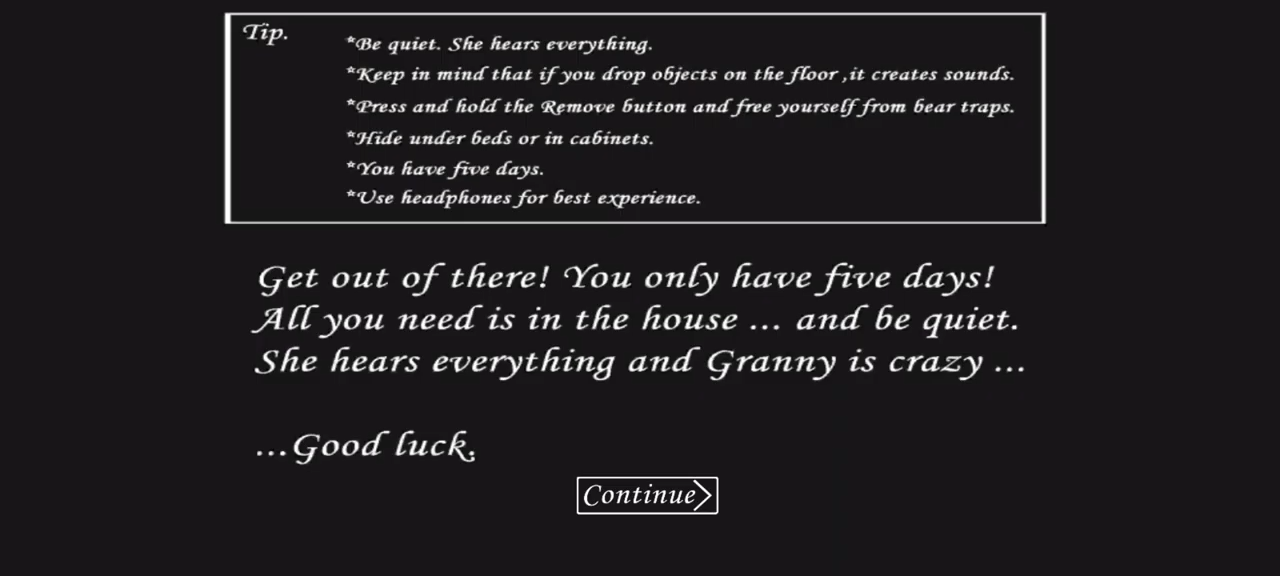 Tip.
*Be quiet. She hears everything.
*Keep in mind that if you drop objects on the floor ,it creates sounds.
*Press and hold the Remove button and free yourself from bear traps.
*Hide under beds or in cabinets.
*You have five days.
*Use headphones for best experience.
Get out of there! You only have five days!
All you need is in the house ... and be quiet.
She hears everything and Granny is crazy ...
...Good luck.
Continue